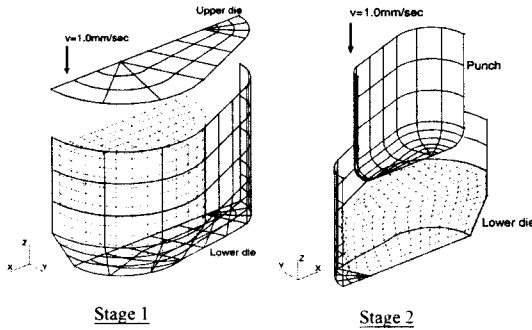 Upper die
v=1.0mm/sec
Lower die
Z
X
Y
Stage 1
v=1.0mm/sec
Punch
Lower die
Z
Y
X
Stage 2